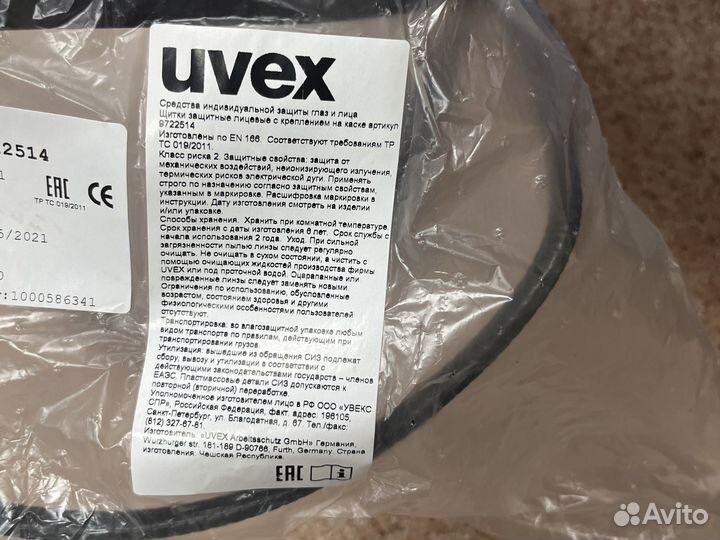 uvex
Средства индивидуальной защиты глаз и лица
Щитки защитные лицевые с креплением на каске артикул
9722514
Изготовлены по EN 166. Соответствуют требованиям ТР
ТС 019/2011.
Класс риска 2. Защитные свойства: защита от
механических воздействий, неионизирующего излучения,
термических рисков электрической дуги. Применять
строго по назначению согласно защитным свойствам,
указанным в маркировке. Расшифровка маркировки в
инструкции. Дату изготовления смотреть на изделии
и/или упаковке.
Способы хранения. Хранить при комнатной температуре.
Срок хранения с даты изготовления 6 лет. Срок службы с
начала использования 2 года. Уход. При сильной
загрязненности пылью линзы следует регулярно
очищать. Не очищать в сухом состоянии, а чистить с
помощью очищающих жидкостей производства фирмы
UVEX или под проточной водой. Оцарапанные или
поврежденные линзы следует заменять новыми.
Ограничения по использованию, обусловленные
возрастом, состоянием здоровья и другими
физиологическими особенностями пользователей
отсутствуют.
Транспортировка: во влагозащитной упаковке любым
видом транспорта по правилам, действующим при
транспортировании грузов.
Утилизация: вышедшие из обращения СИЗ подлежат
сбору, вывозу и утилизации в соответствии с
действующими законодательствами государств – членов
ЕАЭС. Пластмассовые детали СИЗ допускаются к
повторной (вторичной) переработке.
Уполномоченное изготовителем лицо в РФ ООО «УВЕКС
СПР», Российская Федерация, факт. адрес: 196105,
Санкт-Петербург, ул. Благодатная, д. 67. Тел./факс:
(812) 327-67-81.
Изготовитель: «UVEX Arbeitsschutz GmbH» Германия,
Wurzburger str. 181-189 D-90766, Furth, Germany. Страна
изготовления: Чешская Республика.
EAC
2514
1
EAC CE
ТР ТС 019/2011
/2021
0
:1000586341
Avito